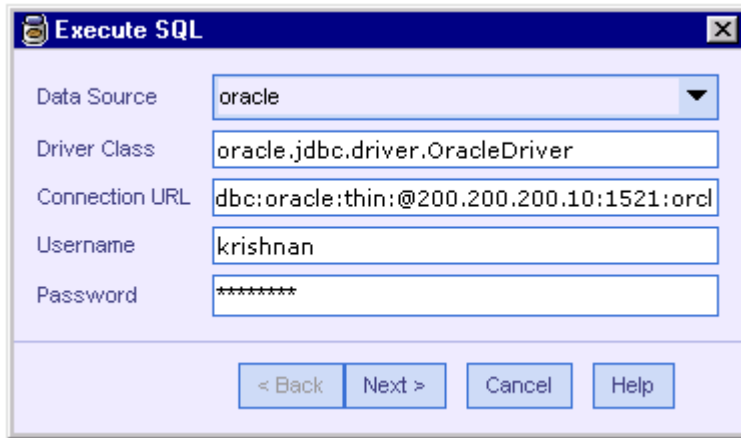 Execute SQL
Data Source oracle
Driver Class oracle.jdbc.driver.OracleDriver
Connection URL dbc:oracle:thin:@200.200.200.10:1521:orcl
Username krishnan
Password ********
< Back Next > Cancel Help